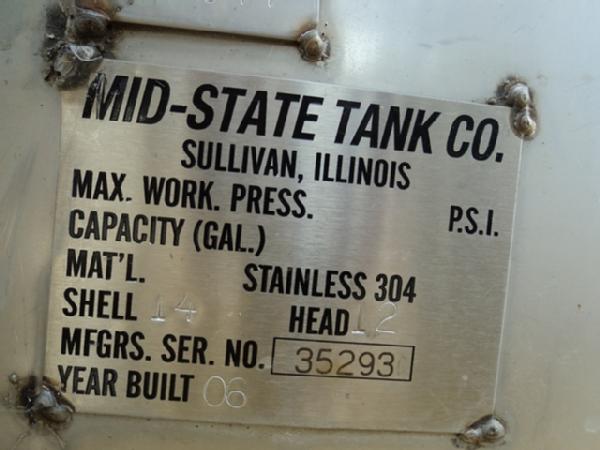 MID-STATE TANK CO.
SULLIVAN, ILLINOIS
MAX. WORK. PRESS. P.S.I.
CAPACITY (GAL.)
MAT'L. STAINLESS 304
SHELL 14 HEAD 12
MFGRS. SER. NO. 35293
YEAR BUILT 06